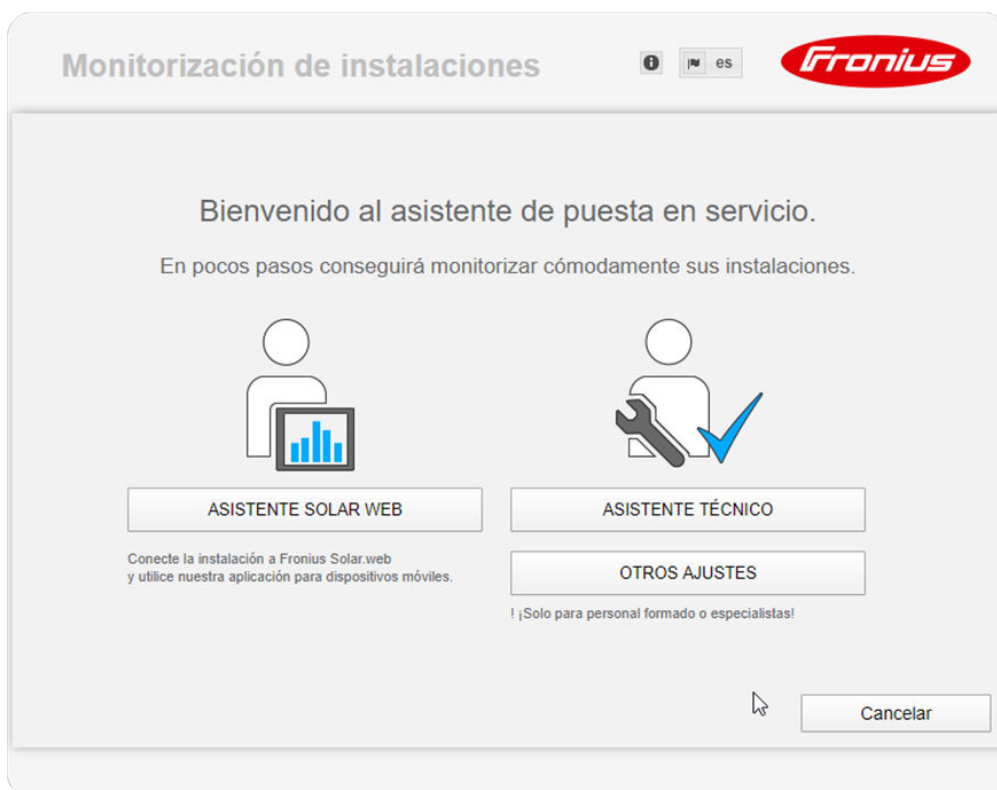 Monitorización de instalaciones
es
Fronius
Bienvenido al asistente de puesta en servicio.
En pocos pasos conseguirá monitorizar cómodamente sus instalaciones.
ASISTENTE SOLAR WEB
Conecte la instalación a Fronius Solar.web
y utilice nuestra aplicación para dispositivos móviles.
ASISTENTE TÉCNICO
OTROS AJUSTES
! ¡Solo para personal formado o especialistas!
Cancelar